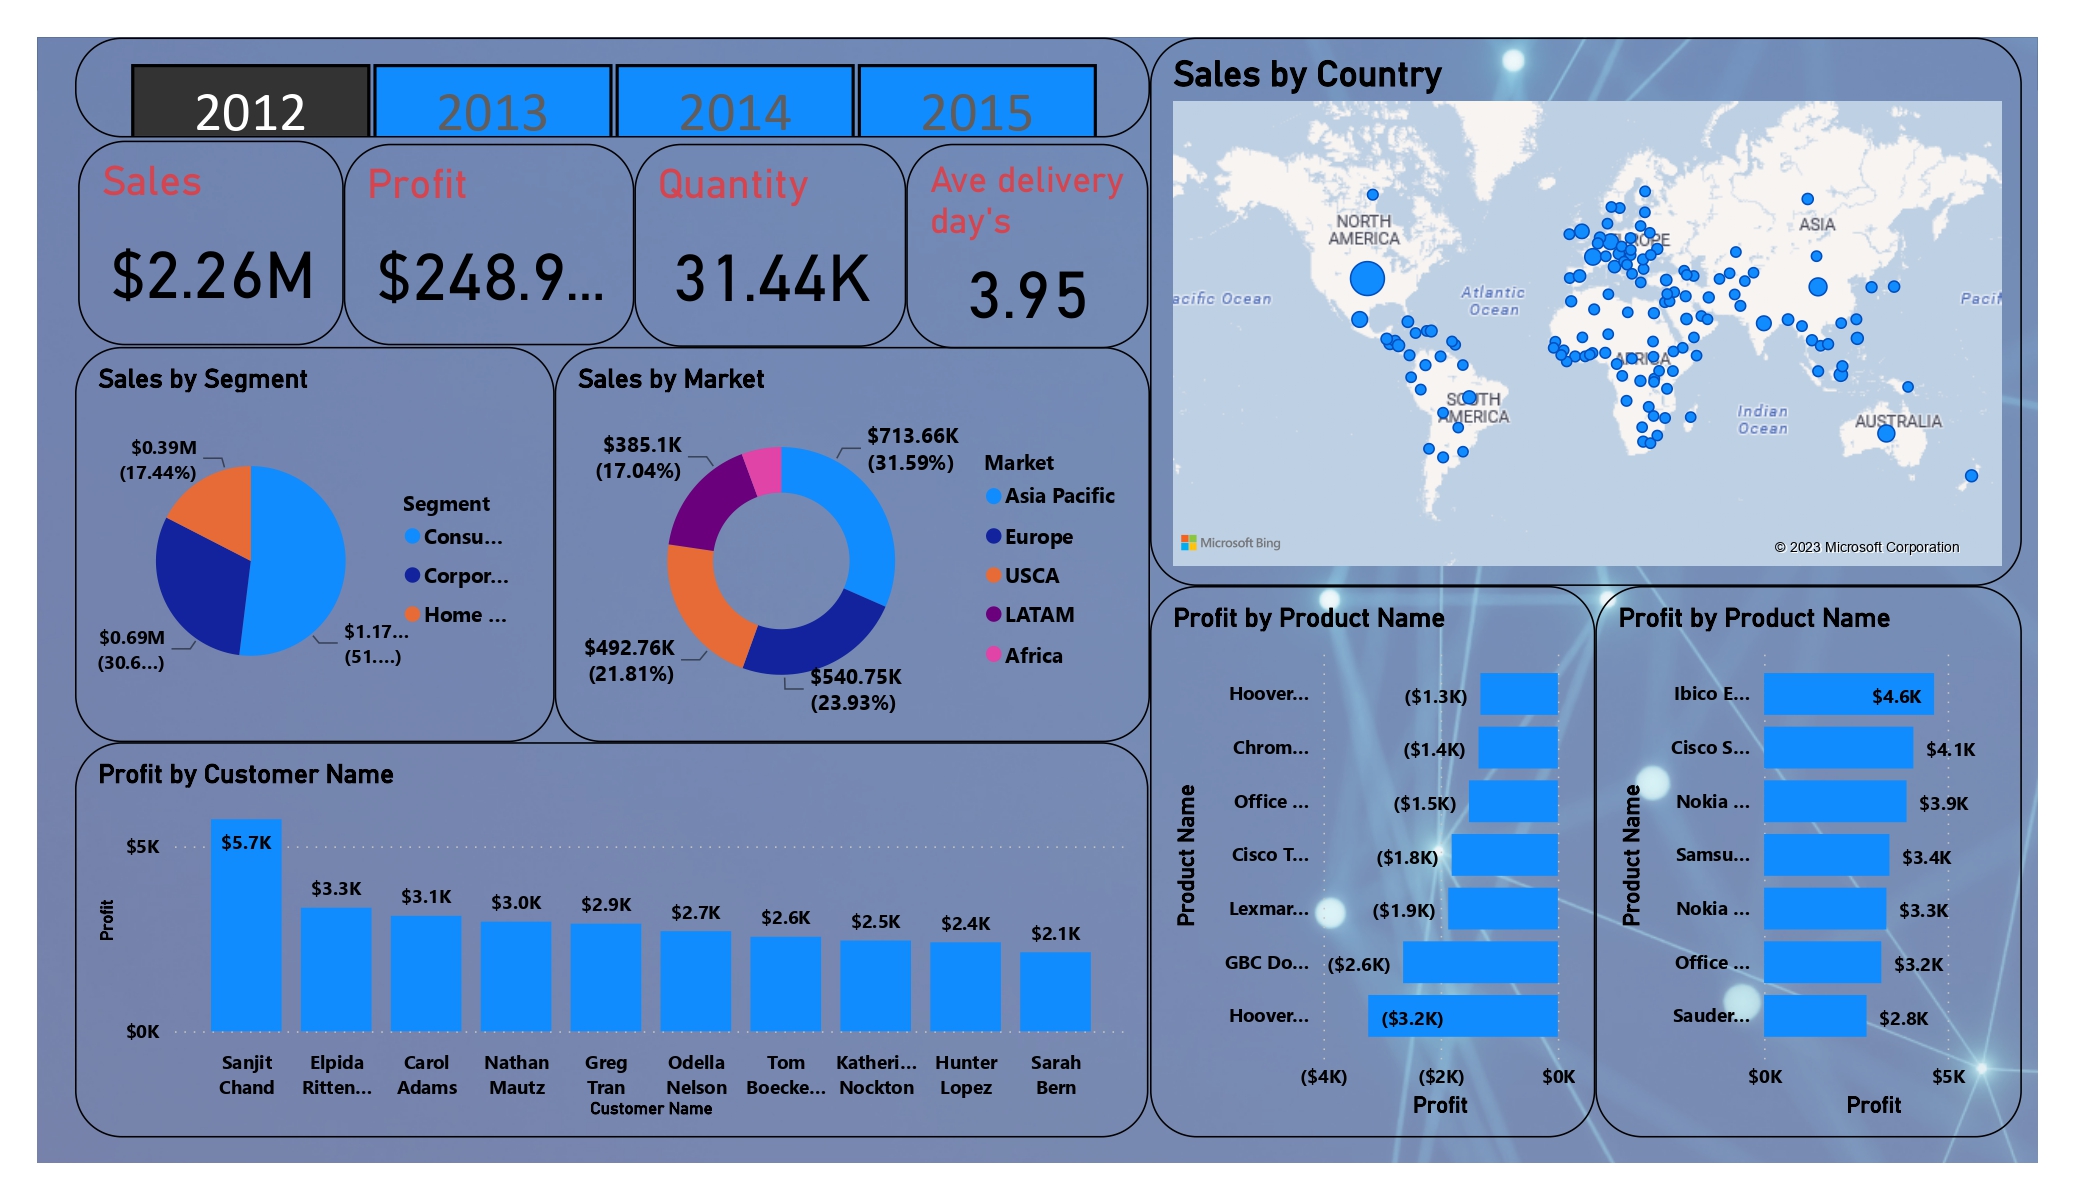 2012
2013
2014
2015
Sales
$2.26M
Profit
$248.9...
Quantity
31.44K
Ave delivery
day's
3.95
Sales by Segment
$0.39M
(17.44%)
$0.69M
(30.6...)
$1.17...
(51....)
Segment
Consu...
Corpor...
Home ...
Sales by Market
$385.1K
(17.04%)
$713.66K
(31.59%)
$492.76K
(21.81%)
$540.75K
(23.93%)
Market
Asia Pacific
Europe
USCA
LATAM
Africa
Profit by Customer Name
Profit
$5K
$0K
$5.7K
$3.3K
$3.1K
$3.0K
$2.9K
$2.7K
$2.6K
$2.5K
$2.4K
$2.1K
Sanjit
Chand
Elpida
Ritten...
Carol
Adams
Nathan
Mautz
Greg
Tran
Odella
Nelson
Tom
Boecke...
Katheri...
Nockton
Hunter
Lopez
Sarah
Bern
Customer Name
Sales by Country
NORTH
AMERICA
EUROPE
ASIA
acific Ocean
Atlantic
Ocean
Pacif
AFRICA
SOUTH
AMERICA
Indian
Ocean
AUSTRALIA
Microsoft Bing
© 2023 Microsoft Corporation
Profit by Product Name
Product Name
Hoover...
($1.3K)
Chrom...
($1.4K)
Office ...
($1.5K)
Cisco T...
($1.8K)
Lexmar...
($1.9K)
GBC Do...
($2.6K)
Hoover...
($3.2K)
($4K)
($2K)
$0K
Profit
Profit by Product Name
Product Name
Ibico E...
$4.6K
Cisco S...
$4.1K
Nokia ...
$3.9K
Samsu...
$3.4K
Nokia ...
$3.3K
Office ...
$3.2K
Sauder...
$2.8K
$0K
$5K
Profit